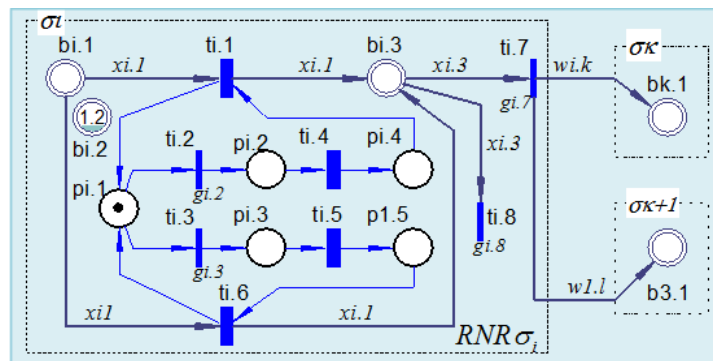 σι
bi.1 ti.1 bi.3 ti.7 σκ
xi.1 xi.1 xi.3 wi.k
gi.7
1.2 bk.1
bi.2 ti.2 pi.2 ti.4 pi.4 xi.3
pi.1 gi.2
ti.3 pi.3 ti.5 p1.5 ti.8 σκ+1
gi.3 gi.8
ti.6 b3.1
xi1 xi.1 w1.l
RNR σi